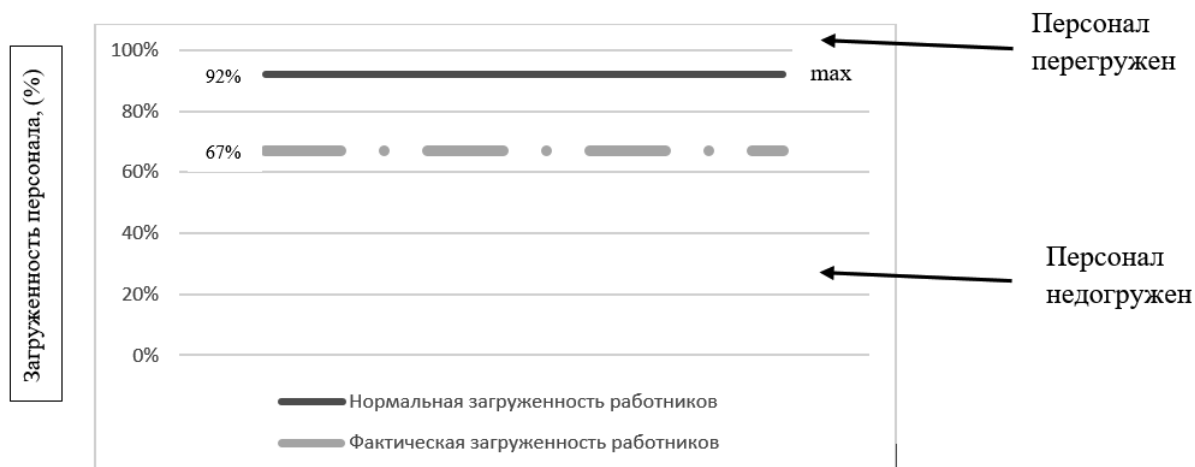 Персонал
перегружен
Загруженность персонала, (%)
100%
92%
max
80%
67%
60%
40%
Персонал
недогружен
20%
0%
Нормальная загруженность работников
Фактическая загруженность работников